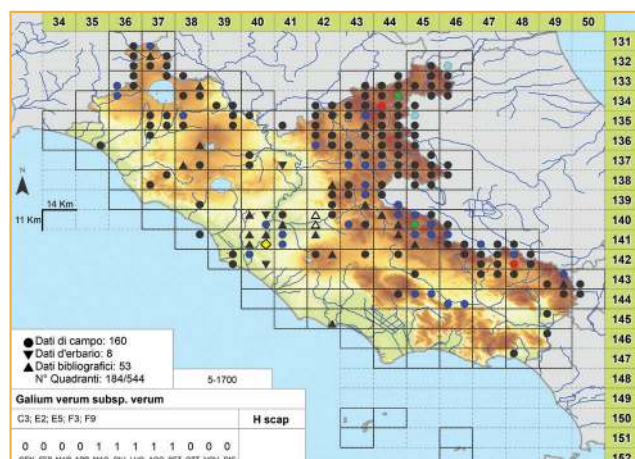 34 35 36 37 38 39 40 41 42 43 44 45 46 47 48 49 50
131
132
133
134
135
136
137
138
139
140
141
142
143
144
145
146
147
148
149
150
151
152
N
14 Km
11 Km
Dati di campo: 160
Dati d'erbario: 8
Dati bibliografici: 53
N° Quadranti: 184/544
5-1700
Galium verum subsp. verum
C3; E2; E5; F3; F9
H scap
0 0 0 0 1 1 1 1 1 0 0 0